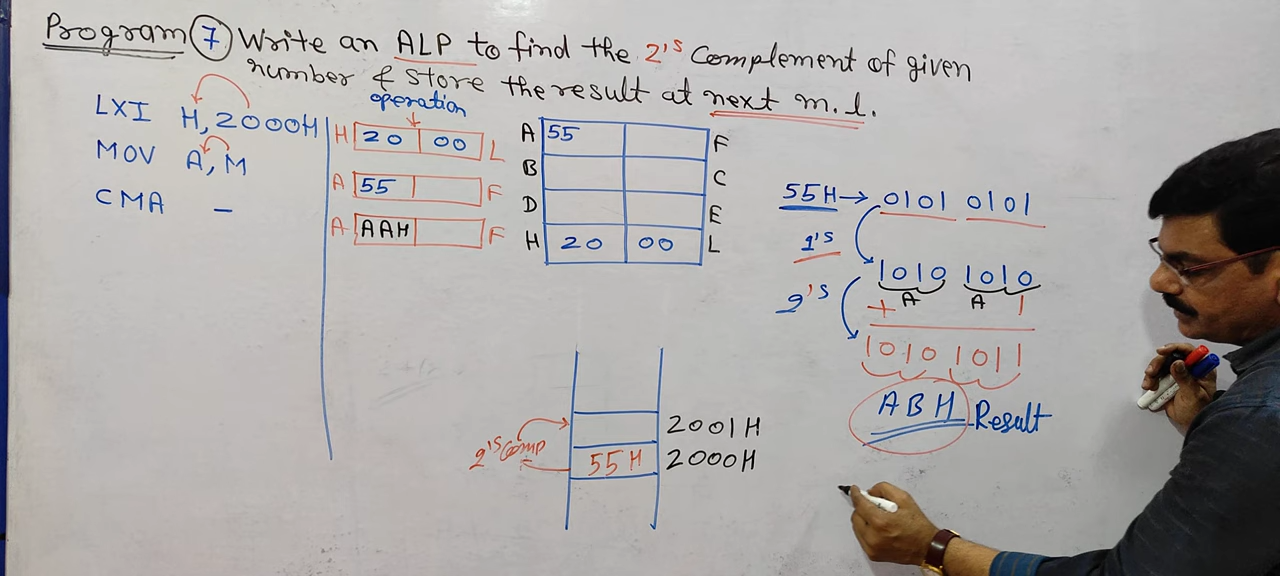 Program 7 Write an ALP to find the 2'S Complement of given
number & store the result at next m.l.
LXI H, 2000H
MOV A, M
CMA –
operation
H 20 00 L
A 55 F
A AAH F
A 55 F
B C
D E
H 20 00 L
55H → 0101 0101
1's
1010 1010
A A
2's
+ 1
1010 1011
ABH Result
2001H
2's Comp
55H 2000H